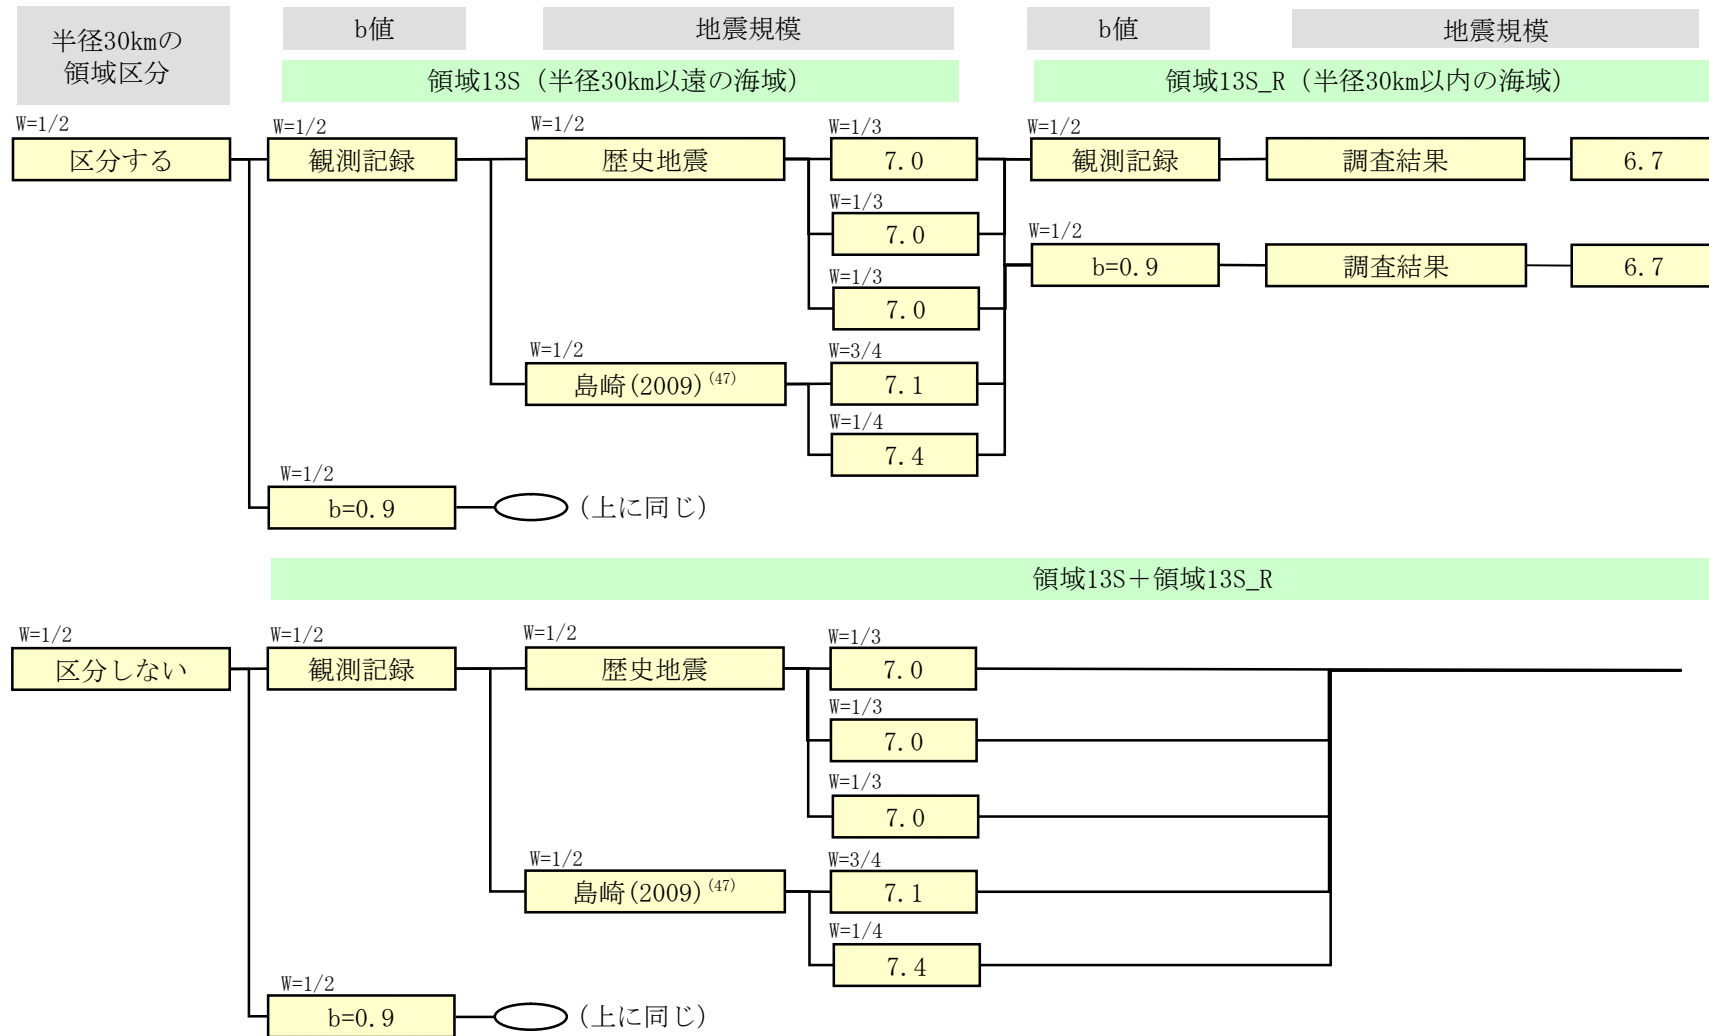 半径30kmの
領域区分
b値
地震規模
b値
地震規模
領域13S（半径30km以遠の海域）
領域13S_R（半径30km以内の海域）
W=1/2
区分する
W=1/2
観測記録
W=1/2
歴史地震
W=1/3
7.0
W=1/2
観測記録
調査結果
6.7
W=1/3
7.0
W=1/2
b=0.9
調査結果
6.7
W=1/3
7.0
W=1/2
島崎(2009)(47)
W=3/4
7.1
W=1/4
7.4
W=1/2
b=0.9
（上に同じ）
領域13S＋領域13S_R
W=1/2
区分しない
W=1/2
観測記録
W=1/2
歴史地震
W=1/3
7.0
W=1/3
7.0
W=1/3
7.0
W=1/2
島崎(2009)(47)
W=3/4
7.1
W=1/4
7.4
W=1/2
b=0.9
（上に同じ）